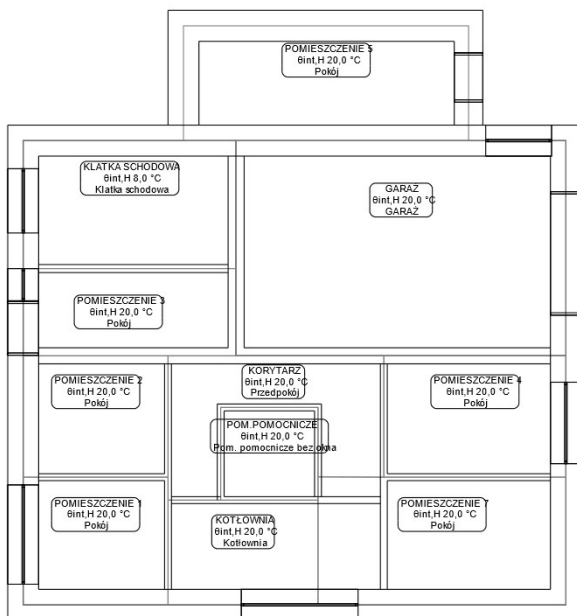 POMIESZCZENIE 5
θint,H 20,0 °C
Pokój
KLATKA SCHODOWA
θint,H 8,0 °C
Klatka schodowa
GARAŻ
θint,H 20,0 °C
GARAŻ
POMIESZCZENIE 3
θint,H 20,0 °C
Pokój
POMIESZCZENIE 2
θint,H 20,0 °C
Pokój
KORYTARZ
θint,H 20,0 °C
Przedpokój
POMIESZCZENIE 4
θint,H 20,0 °C
Pokój
POM.POMOCNICZE
θint,H 20,0 °C
Pom. pomocnicze bez okna
POMIESZCZENIE 1
θint,H 20,0 °C
Pokój
KOTŁOWNIA
θint,H 20,0 °C
Kotłownia
POMIESZCZENIE 7
θint,H 20,0 °C
Pokój